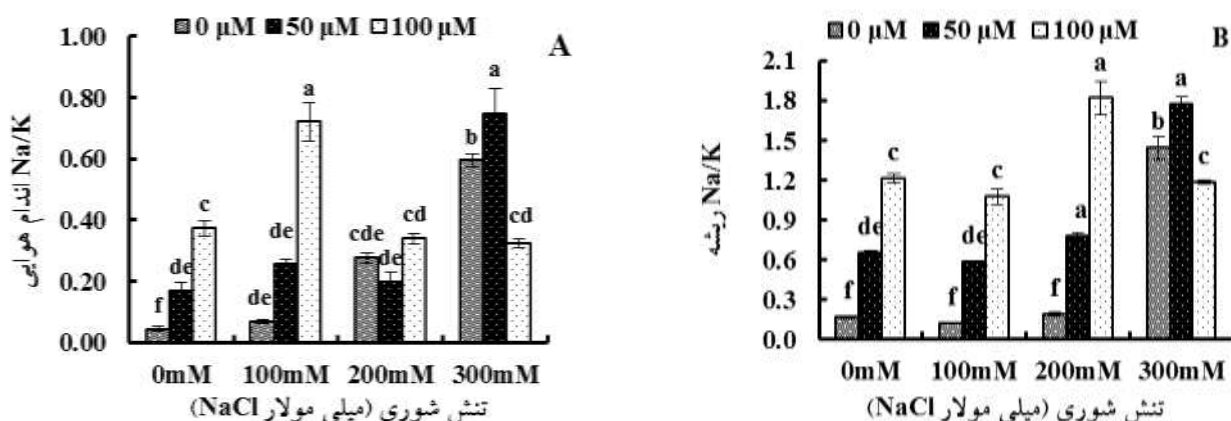 0 µM 50 µM 100 µM
A
1.00
0.80
0.60
0.40
0.20
0.00
Na/K اندام هوایی
f de c
de de a
cde de cd
b a cd
0mM 100mM 200mM 300mM
تنش شوری (میلی مولار NaCl)
0 µM 50 µM 100 µM
B
2.1
1.8
1.5
1.2
0.9
0.6
0.3
0.0
Na/K ریشه
f de c
f de c
f a a
b a c
0mM 100mM 200mM 300mM
تنش شوری (میلی مولار NaCl)